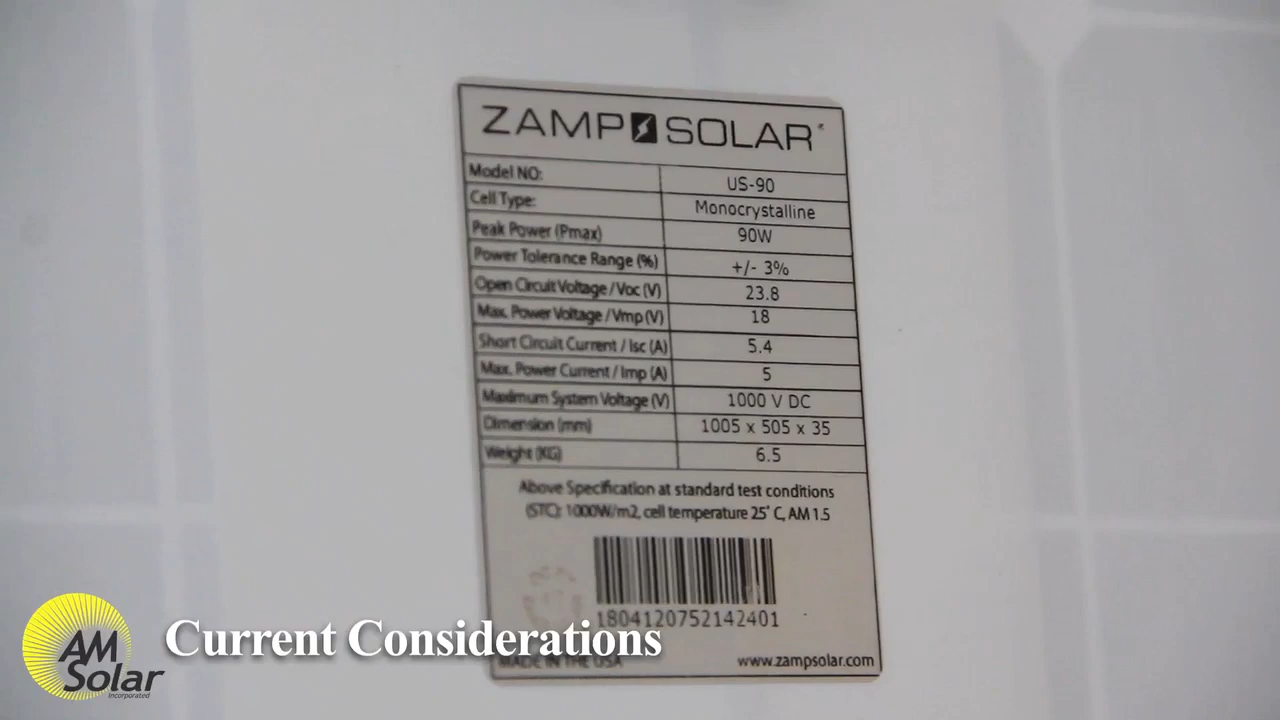 ZAMP SOLAR
Model NO: US-90
Cell Type: Monocrystalline
Peak Power (Pmax) 90W
Power Tolerance Range (%) +/- 3%
Open Circuit Voltage / Voc (V) 23.8
Max. Power Voltage / Vmp (V) 18
Short Circuit Current / Isc (A) 5.4
Max. Power Current / Imp (A) 5
Maximum System Voltage (V) 1000 V DC
Dimension (mm) 1005 x 505 x 35
Weight (KG) 6.5
Above Specification at standard test conditions
(STC): 1000W/m2, cell temperature 25° C, AM 1.5
1804120752142401
MADE IN THE USA www.zampsolar.com
AM Solar Incorporated
Current Considerations